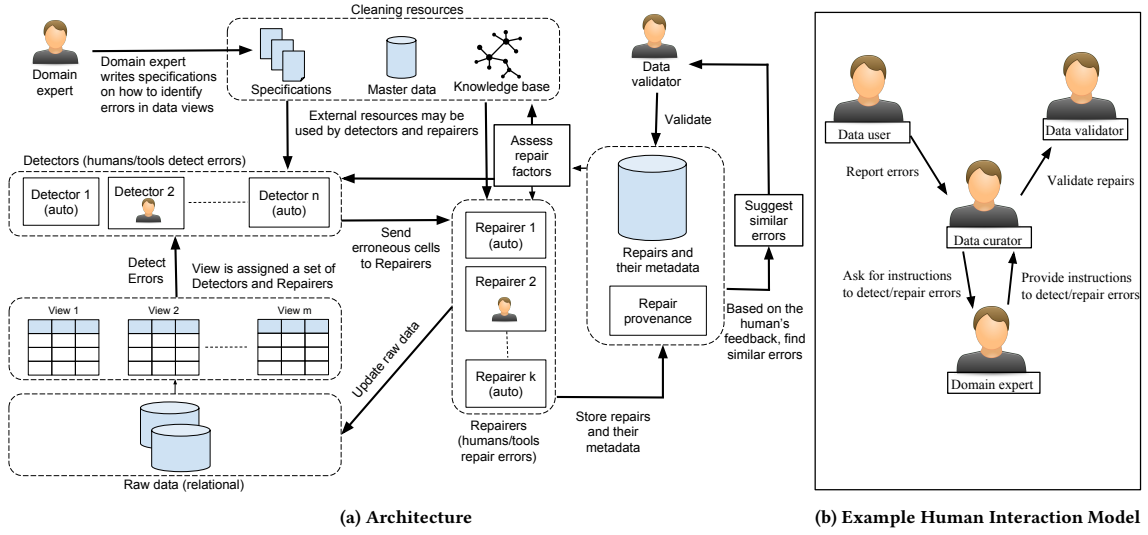 Cleaning resources
Domain
expert
Domain expert
writes specifications
on how to identify
errors in data views
Specifications
Master data
Knowledge base
Data
validator
External resources may be
used by detectors and repairers
Assess
repair
factors
Validate
Detectors (humans/tools detect errors)
Detector 1
(auto)
Detector 2
Detector n
(auto)
Send
erroneous cells
to Repairers
Repairer 1
(auto)
Repairer 2
Repairer k
(auto)
Repairers
(humans/tools
repair errors)
Repairs and
their metadata
Repair
provenance
Suggest
similar
errors
Based on the
human's
feedback, find
similar errors
Detect
Errors
View is assigned a set of
Detectors and Repairers
View 1
View 2
View m
Update raw data
Store repairs
and their
metadata
Raw data (relational)
(a) Architecture
Data user
Data validator
Report errors
Validate repairs
Data curator
Ask for instructions
to detect/repair errors
Provide instructions
to detect/repair errors
Domain expert
(b) Example Human Interaction Model